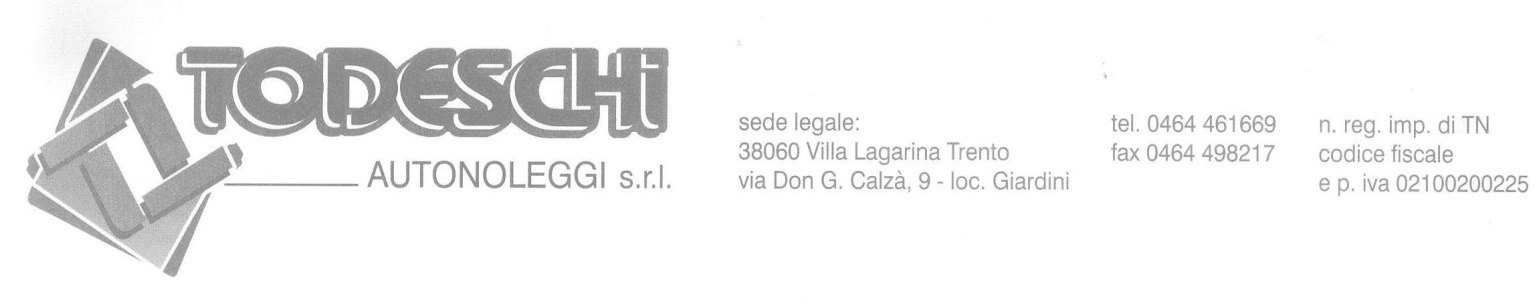 TODESCHi
AUTONOLEGGI s.r.l.
sede legale:
38060 Villa Lagarina Trento
via Don G. Calzà, 9 - loc. Giardini
tel. 0464 461669
fax 0464 498217
n. reg. imp. di TN
codice fiscale
e p. iva 02100200225